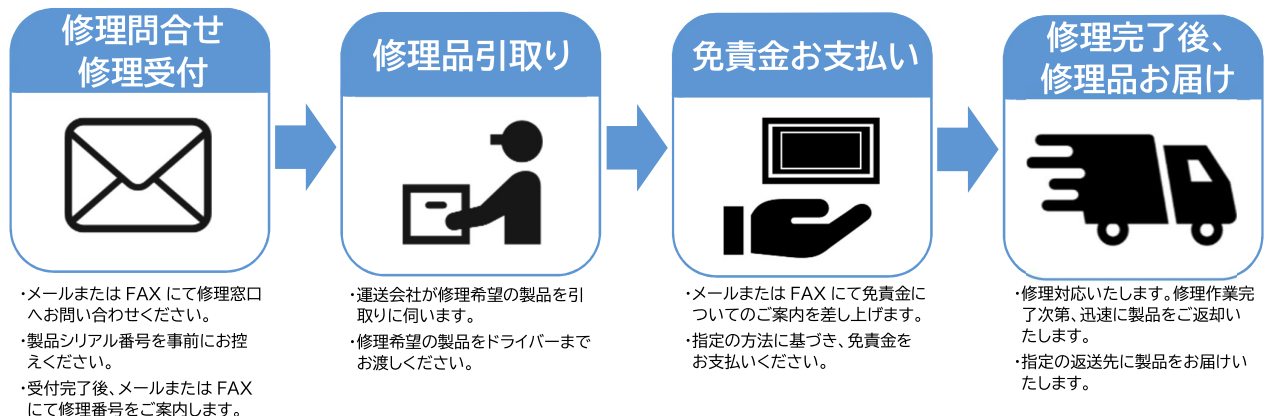 修理問合せ
修理受付
・メールまたは FAX にて修理窓口
へお問い合わせください。
・製品シリアル番号を事前にお控
えください。
・受付完了後、メールまたは FAX
にて修理番号をご案内します。
修理品引取り
・運送会社が修理希望の製品を引
取りに伺います。
・修理希望の製品をドライバーまで
お渡しください。
免責金お支払い
・メールまたは FAX にて免責金に
ついてのご案内を差し上げます。
・指定の方法に基づき、免責金を
お支払いください。
修理完了後、
修理品お届け
・修理対応いたします。修理作業完
了次第、迅速に製品をご返却い
たします。
・指定の返送先に製品をお届けい
たします。